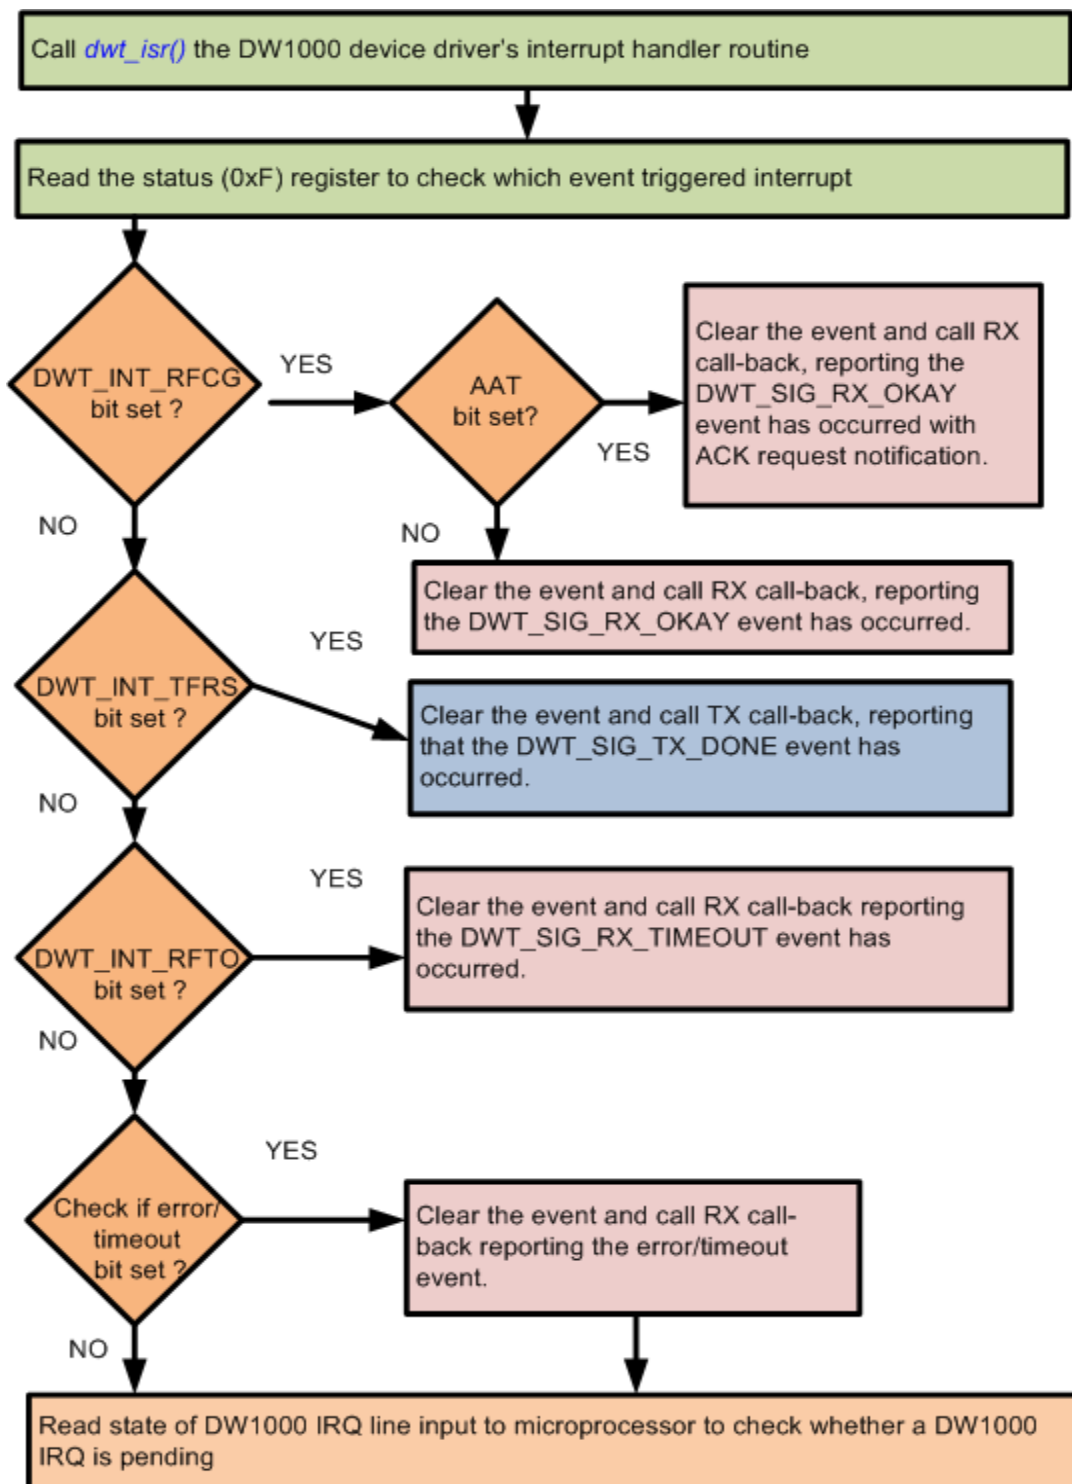 Call dwt_isr() the DW1000 device driver's interrupt handler routine
Read the status (0xF) register to check which event triggered interrupt
DWT_INT_RFCG
bit set ?
YES
AAT
bit set?
YES
Clear the event and call RX
call-back, reporting the
DWT_SIG_RX_OKAY
event has occurred with
ACK request notification.
NO
NO
Clear the event and call RX call-back, reporting
the DWT_SIG_RX_OKAY event has occurred.
DWT_INT_TFRS
bit set ?
YES
Clear the event and call TX call-back, reporting
that the DWT_SIG_TX_DONE event has
occurred.
NO
DWT_INT_RFTO
bit set ?
YES
Clear the event and call RX call-back reporting
the DWT_SIG_RX_TIMEOUT event has
occurred.
NO
Check if error/
timeout
bit set ?
YES
Clear the event and call RX call-
back reporting the error/timeout
event.
NO
Read state of DW1000 IRQ line input to microprocessor to check whether a DW1000
IRQ is pending